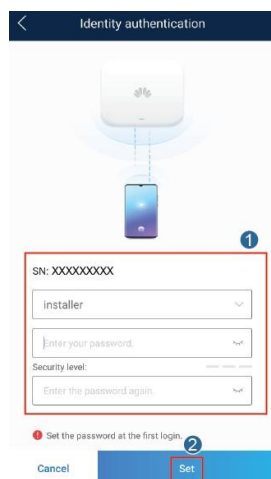 Identity authentication
1
SN: XXXXXXXXX
installer
Enter your password.
Security level:
Enter the password again.
Set the password at the first login.
2
Cancel
Set